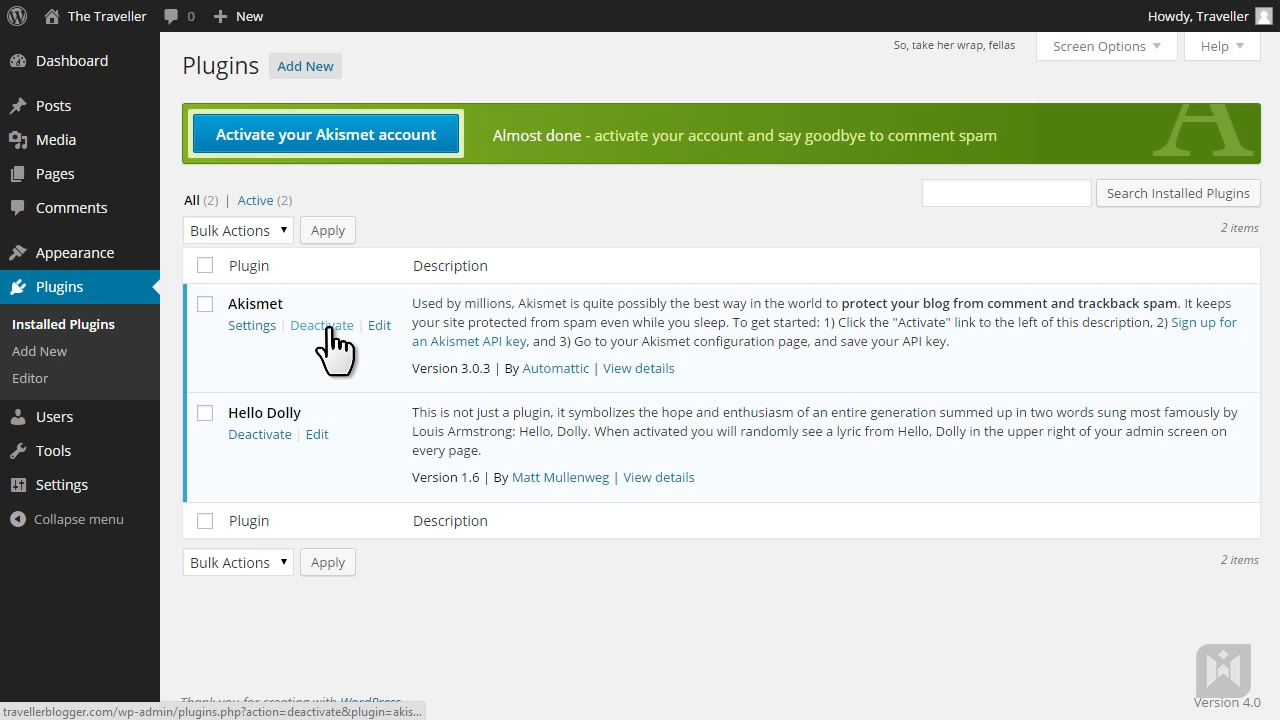 The Traveller 0 New Howdy, Traveller
So, take her wrap, fellas Screen Options Help
Dashboard
Posts
Media
Pages
Comments
Appearance
Plugins
Installed Plugins
Add New
Editor
Users
Tools
Settings
Collapse menu
Plugins Add New
Activate your Akismet account Almost done - activate your account and say goodbye to comment spam
All (2) | Active (2)
Search Installed Plugins
Bulk Actions Apply
2 items
Plugin Description
Akismet
Settings | Deactivate | Edit
Used by millions, Akismet is quite possibly the best way in the world to protect your blog from comment and trackback spam. It keeps
your site protected from spam even while you sleep. To get started: 1) Click the "Activate" link to the left of this description, 2) Sign up for
an Akismet API key, and 3) Go to your Akismet configuration page, and save your API key.
Version 3.0.3 | By Automattic | View details
Hello Dolly
Deactivate | Edit
This is not just a plugin, it symbolizes the hope and enthusiasm of an entire generation summed up in two words sung most famously by
Louis Armstrong: Hello, Dolly. When activated you will randomly see a lyric from Hello, Dolly in the upper right of your admin screen on
every page.
Version 1.6 | By Matt Mullenweg | View details
Plugin Description
Bulk Actions Apply
2 items
Thank you for creating with WordPress
Version 4.0
travellerblogger.com/wp-admin/plugins.php?action=deactivate&plugin=akis...